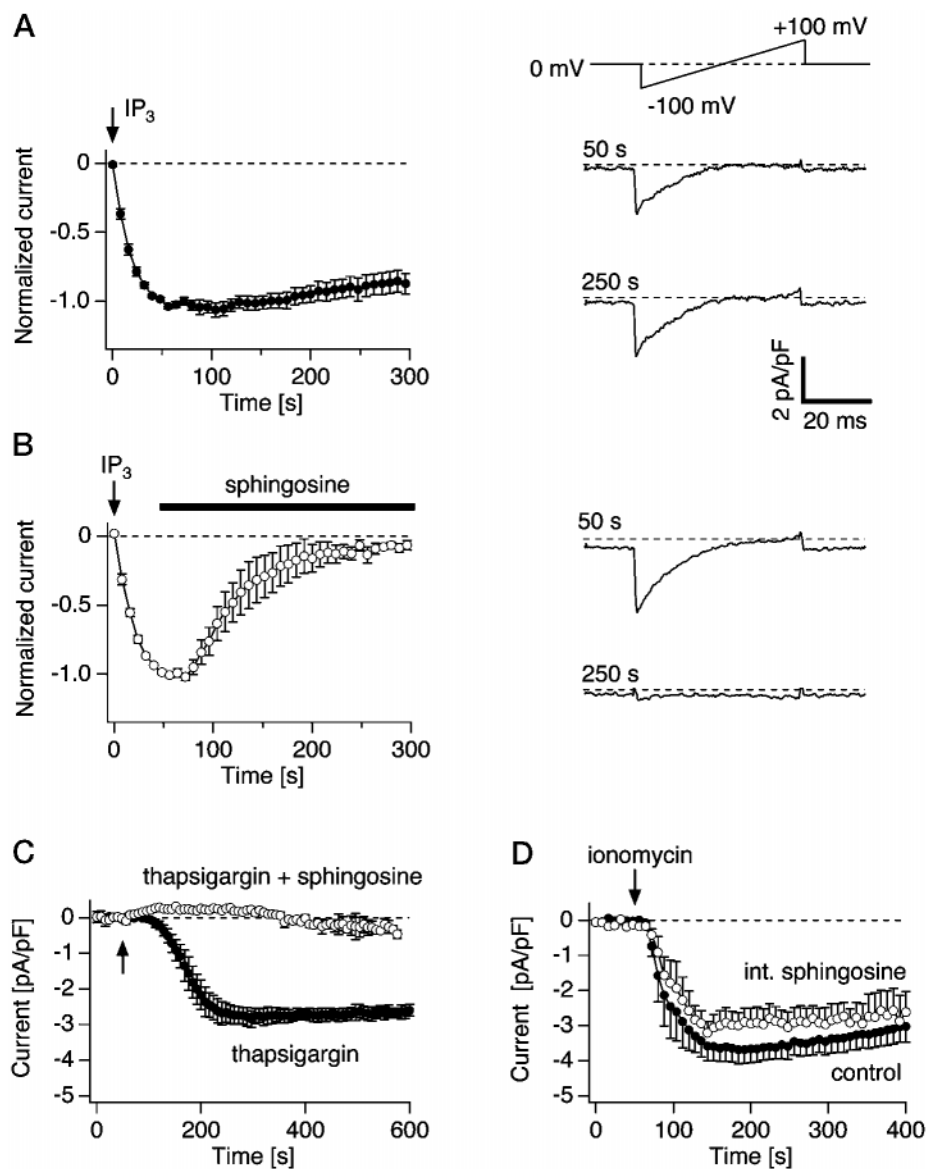 A
IP3
0
-0.5
-1.0
Normalized current
0
100
200
300
Time [s]
+100 mV
0 mV
-100 mV
50 s
250 s
2 pA/pF
20 ms
B
IP3
sphingosine
0
-0.5
-1.0
Normalized current
0
100
200
300
Time [s]
50 s
250 s
C
thapsigargin + sphingosine
0
-1
-2
-3
-4
-5
Current [pA/pF]
thapsigargin
0
200
400
600
Time [s]
D
ionomycin
0
-1
-2
-3
-4
-5
Current [pA/pF]
int. sphingosine
control
0
100
200
300
400
Time [s]